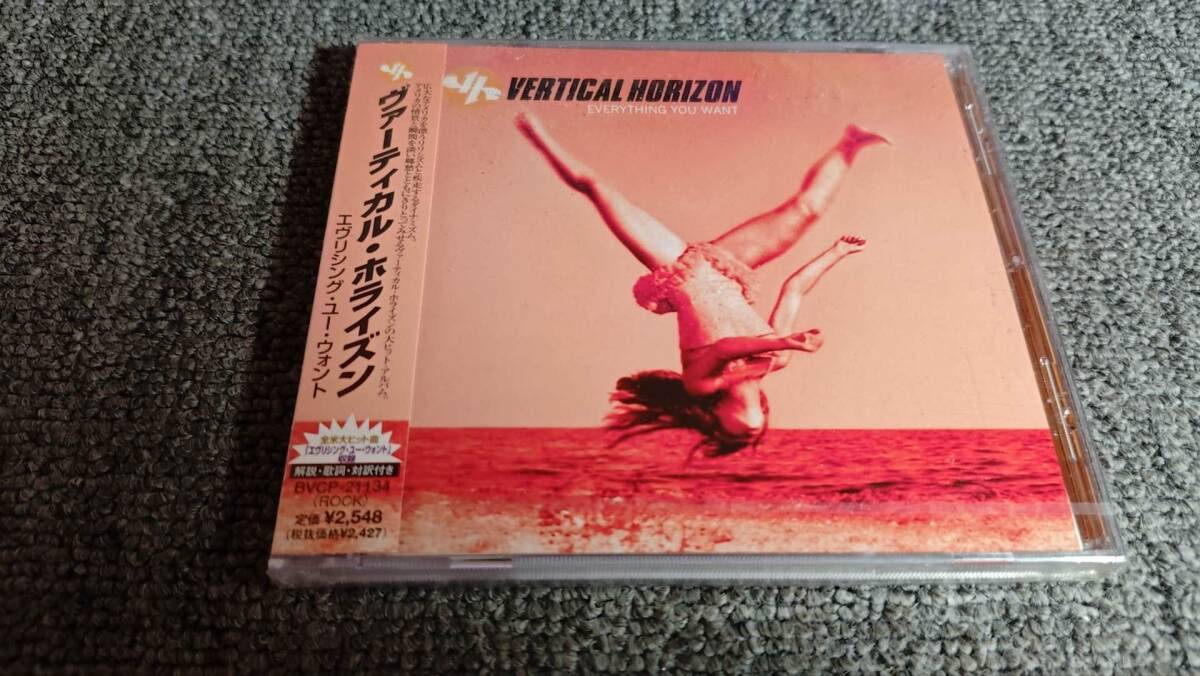 VERTICAL HORIZON
EVERYTHING YOU WANT
ヴァーティカル・ホライズン
エヴリシング・ユー・ウォント
全米大ヒット曲
「エヴリシング・ユー・ウォント」
収録
解説・歌詞・対訳付き
BVCP-21134
(ROCK)
定価 ¥2,548
(税抜価格¥2,427)